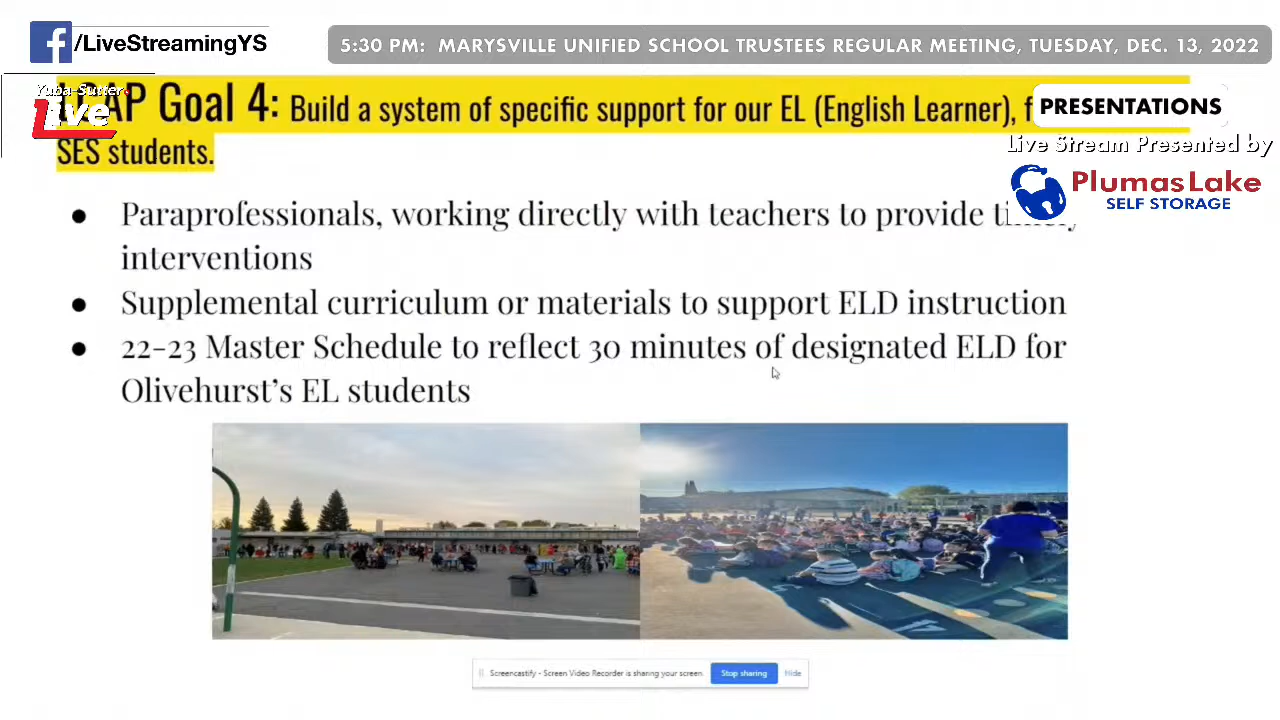 /LiveStreamingYS
5:30 PM: MARYSVILLE UNIFIED SCHOOL TRUSTEES REGULAR MEETING, TUESDAY, DEC. 13, 2022
Yuba-Sutter
Live
PRESENTATIONS
Live Stream Presented by
Plumas Lake
SELF STORAGE
Goal 4: Build a system of specific support for our EL (English Learner),
SES students.
● Paraprofessionals, working directly with teachers to provide timely
interventions
● Supplemental curriculum or materials to support ELD instruction
● 22-23 Master Schedule to reflect 30 minutes of designated ELD for
Olivehurst's EL students
Screencastify - Screen Video Recorder is sharing your screen. Stop sharing Hide